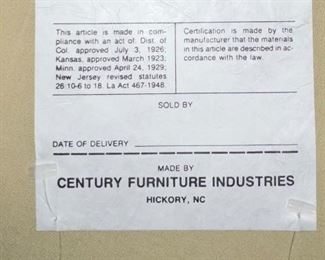 This article is made in com-
pliance with an act of: Dist. of
Col. approved July 3, 1926;
Kansas, approved March 1923;
Minn. approved April 24, 1929;
New Jersey revised statutes
26:10-6 to 18. La Act 467-1948.
Certification is made by the
manufacturer that the materials
in this article are described in ac-
cordance with the law.
SOLD BY
DATE OF DELIVERY
MADE BY
CENTURY FURNITURE INDUSTRIES
HICKORY, NC